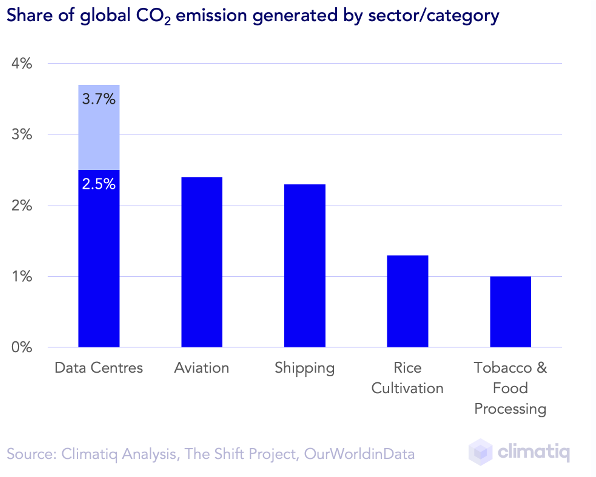 Share of global CO₂ emission generated by sector/category
4%
3.7%
3%
2.5%
2%
1%
0%
Data Centres
Aviation
Shipping
Rice
Cultivation
Tobacco &
Food
Processing
Source: Climatiq Analysis, The Shift Project, OurWorldinData
climatiq